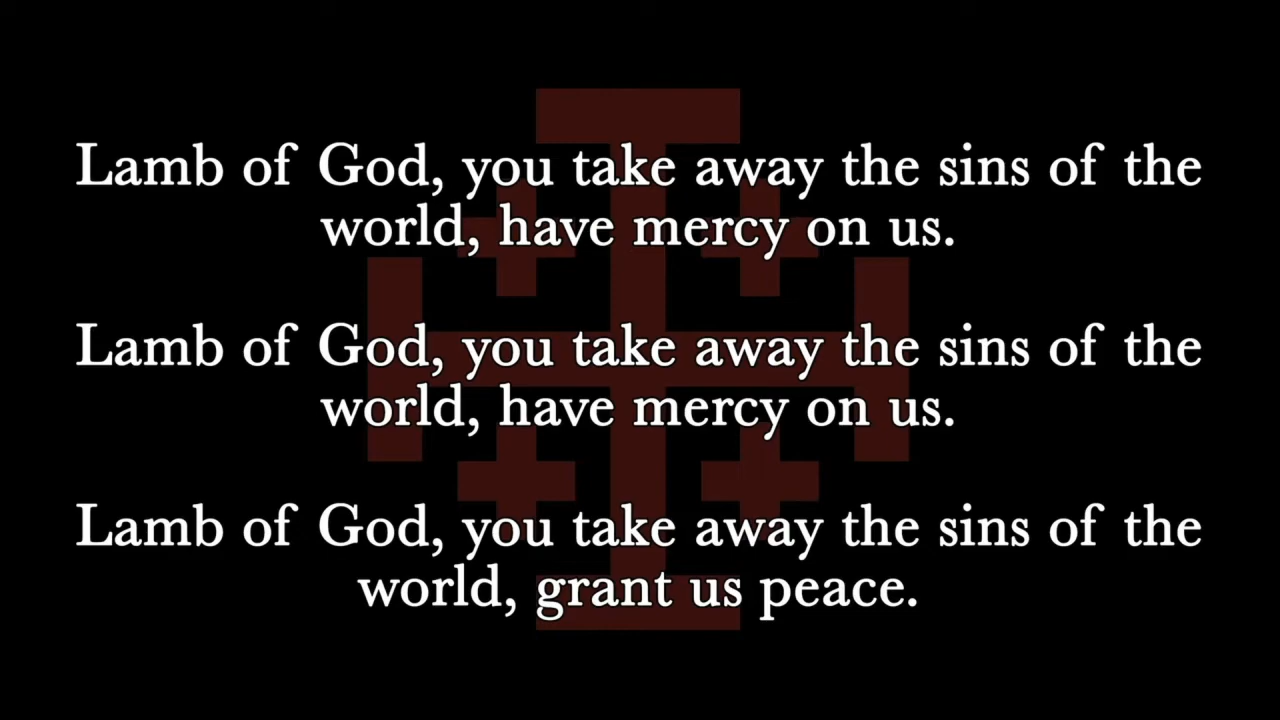 Lamb of God, you take away the sins of the
world, have mercy on us.
Lamb of God, you take away the sins of the
world, have mercy on us.
Lamb of God, you take away the sins of the
world, grant us peace.